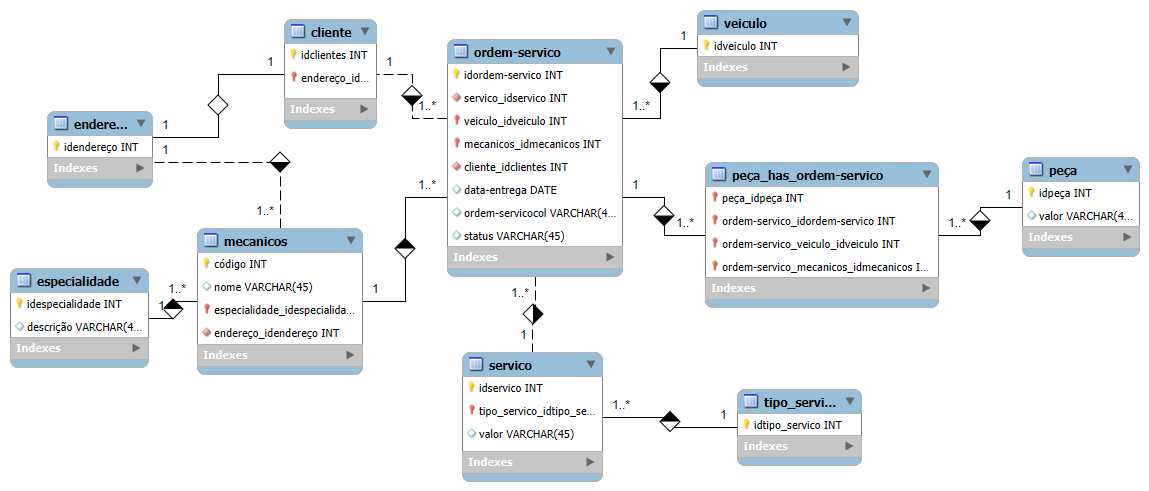 cliente
idclientes INT
endereço_id...
Indexes
endere...
idendereço INT
Indexes
ordem-servico
idordem-servico INT
servico_idservico INT
veiculo_idveiculo INT
mecanicos_idmecanicos INT
cliente_idclientes INT
data-entrega DATE
ordem-servicocol VARCHAR(4...
status VARCHAR(45)
Indexes
veiculo
idveiculo INT
Indexes
peça_has_ordem-servico
peça_idpeça INT
ordem-servico_idordem-servico INT
ordem-servico_veiculo_idveiculo INT
ordem-servico_mecanicos_idmecanicos I...
Indexes
peça
idpeça INT
valor VARCHAR(4...
Indexes
mecanicos
código INT
nome VARCHAR(45)
especialidade_idespecialida...
endereço_idendereço INT
Indexes
especialidade
idespecialidade INT
descrição VARCHAR(4...
Indexes
servico
idservico INT
tipo_servico_idtipo_se...
valor VARCHAR(45)
Indexes
tipo_servi...
idtipo_servico INT
Indexes
1
1
1
1..*
1
1..*
1
1..*
1
1..*
1
1..*
1..*
1
1..*
1
1..*
1
1..*
1